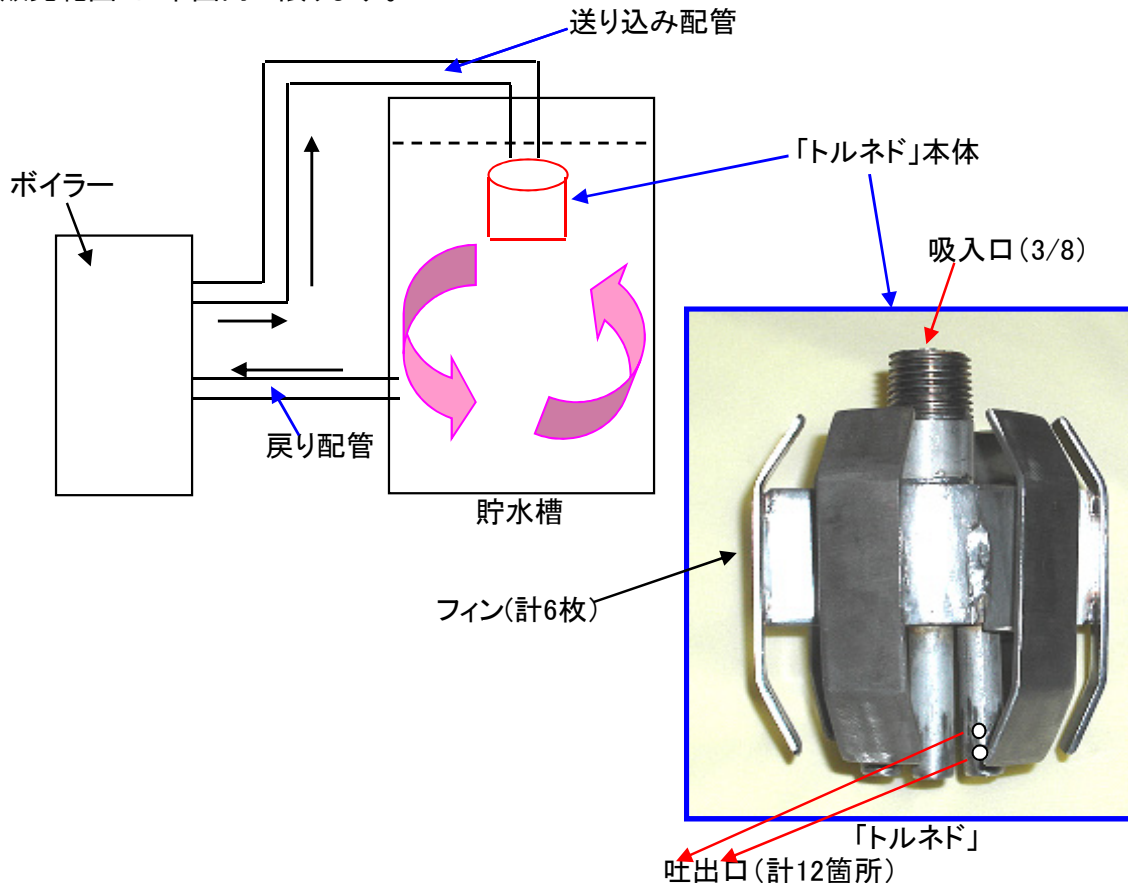 送り込み配管
「トルネド」本体
ボイラー
吸入口(3/8)
戻り配管
貯水槽
フィン(計6枚)
「トルネド」
吐出口(計12箇所)